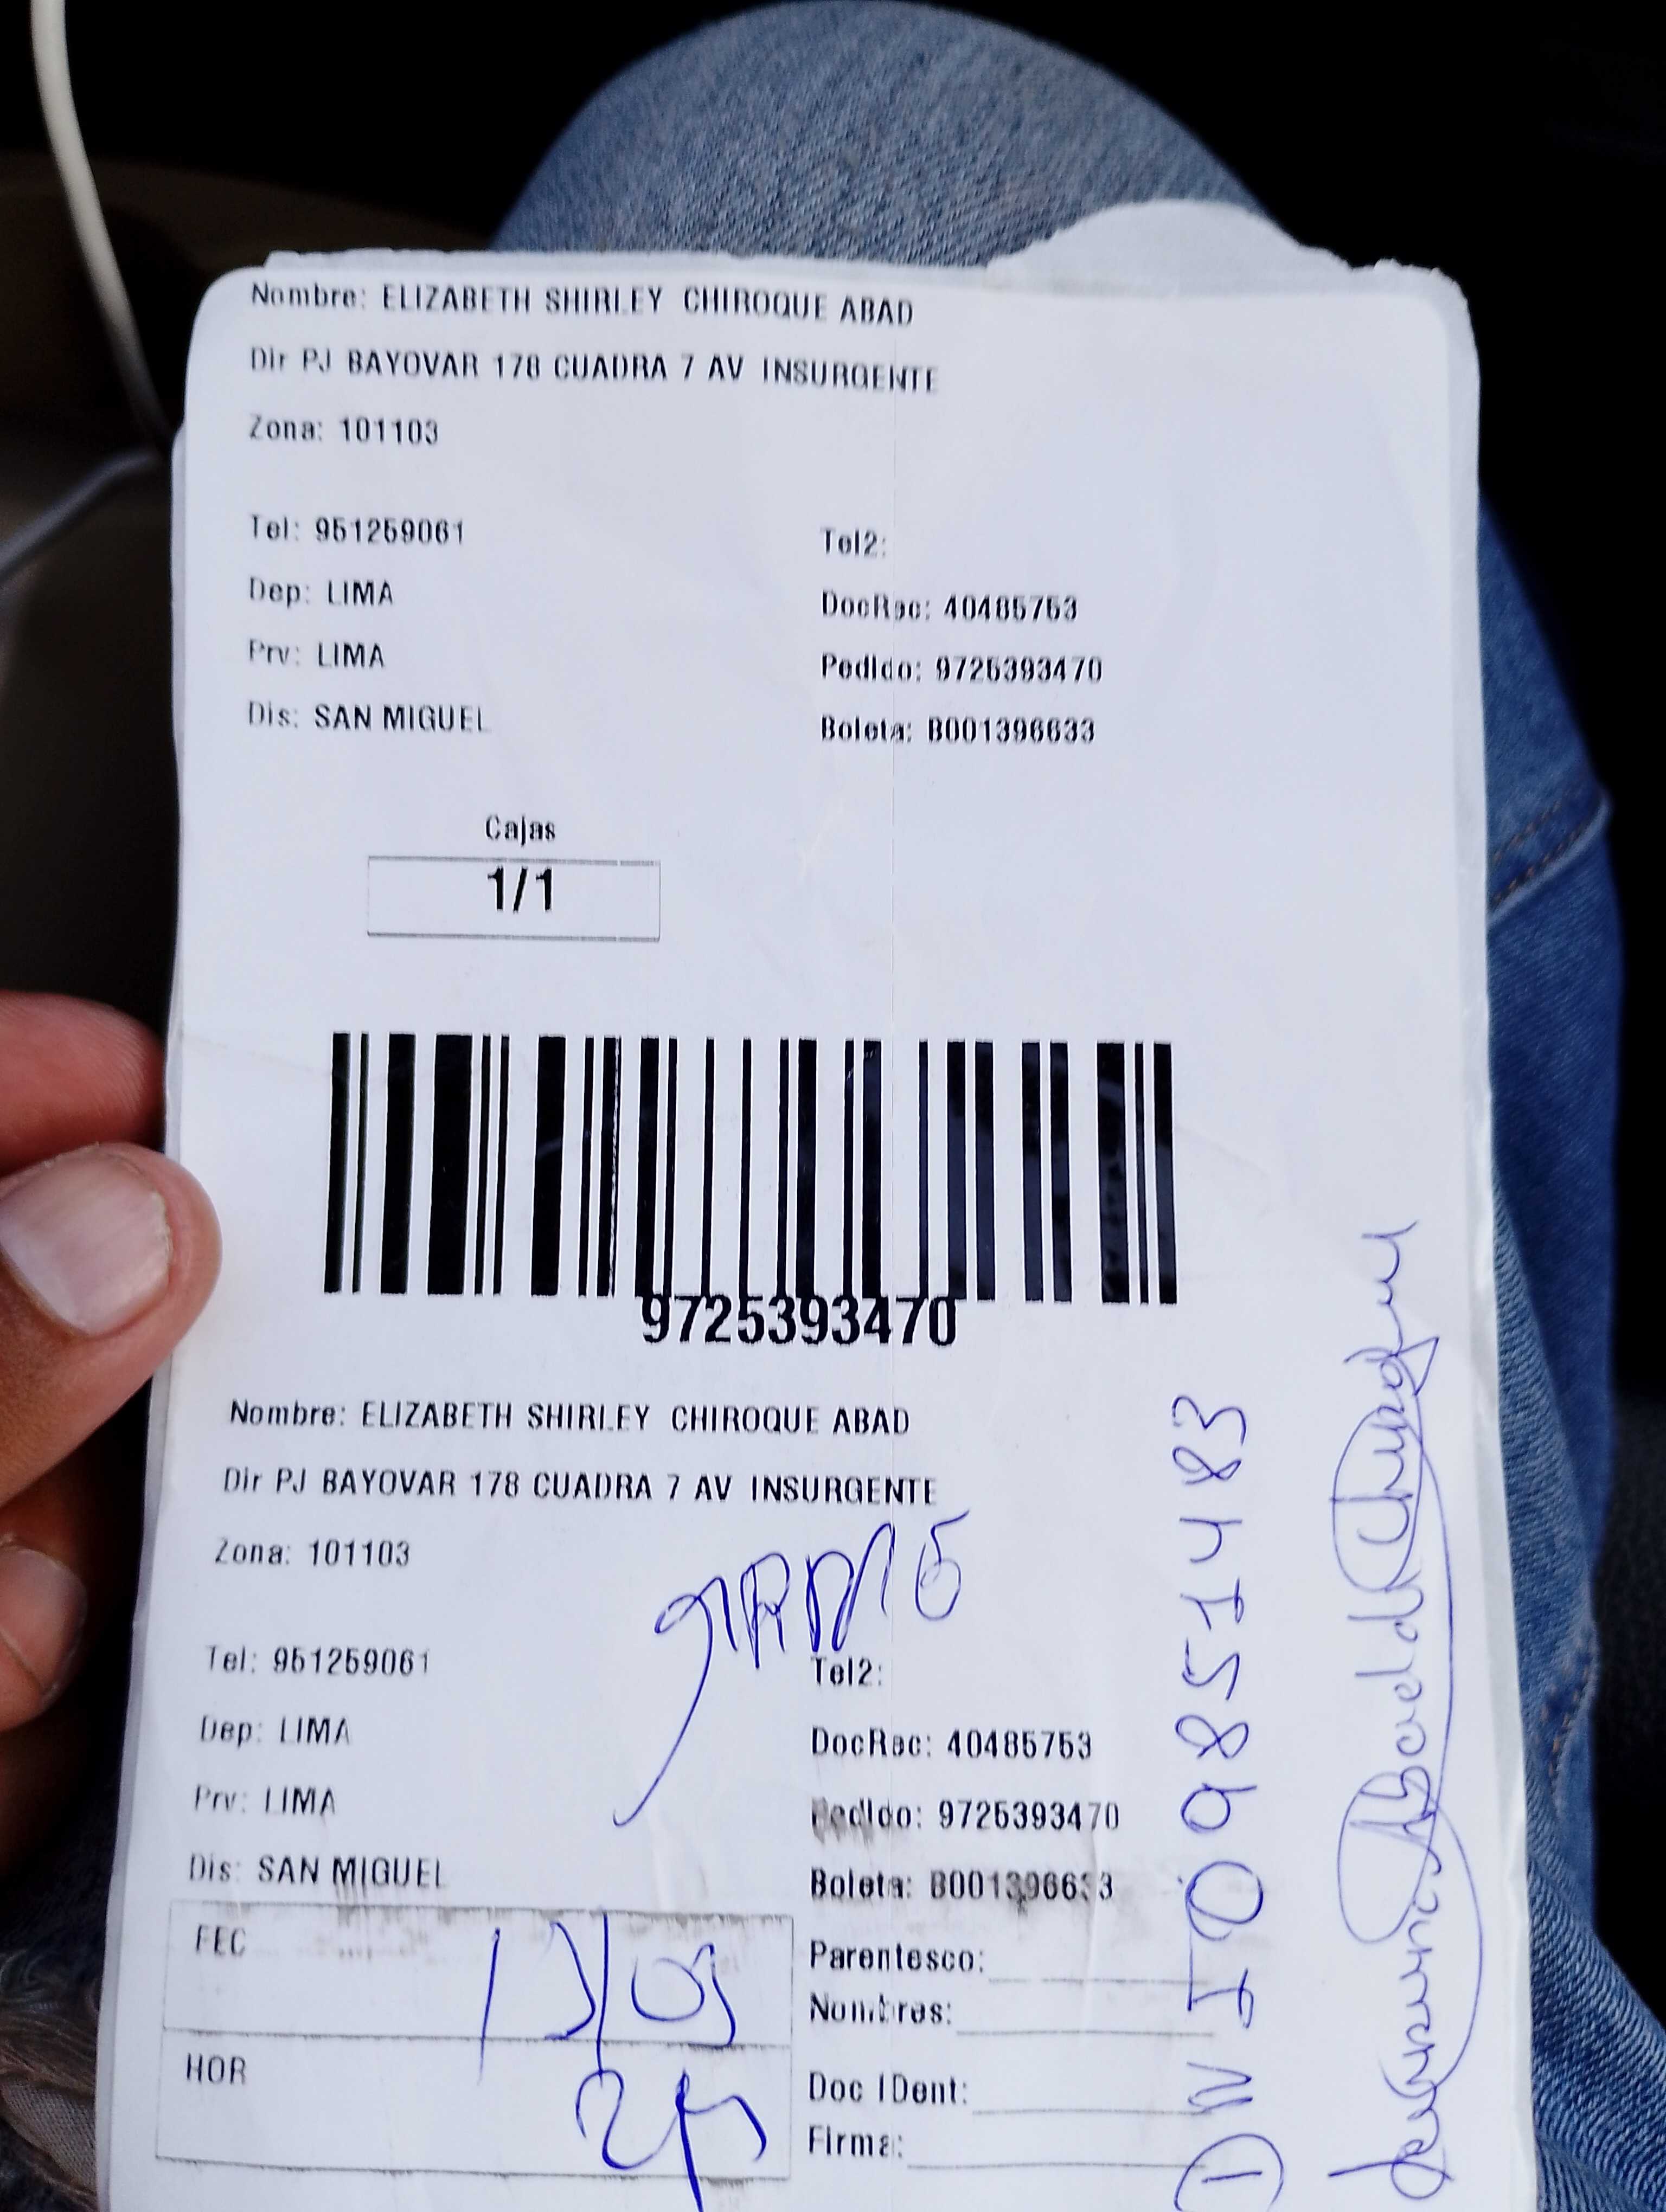 Nombre: ELIZABETH SHIRLEY CHIROQUE ABAD
Dir PJ BAYOVAR 178 CUADRA 7 AV INSURGENTE
Zona: 101103
Tel: 951259061
Tel2:
Dep: LIMA
DocRec: 40485753
Prv: LIMA
Pedido: 9725393470
Dis: SAN MIGUEL
Boleta: B001396633
Cajas
1/1
9725393470
Nombre: ELIZABETH SHIRLEY CHIROQUE ABAD
Dir PJ BAYOVAR 178 CUADRA 7 AV INSURGENTE
Zona: 101103
Tel: 951259061
Tel2:
Dep: LIMA
DocRec: 40485753
Prv: LIMA
Pedido: 9725393470
Dis: SAN MIGUEL
Boleta: B001396633
FEC
Parentesco:
Nombres:
HOR
Doc IDent:
Firma:
DNI 09851483
Abad